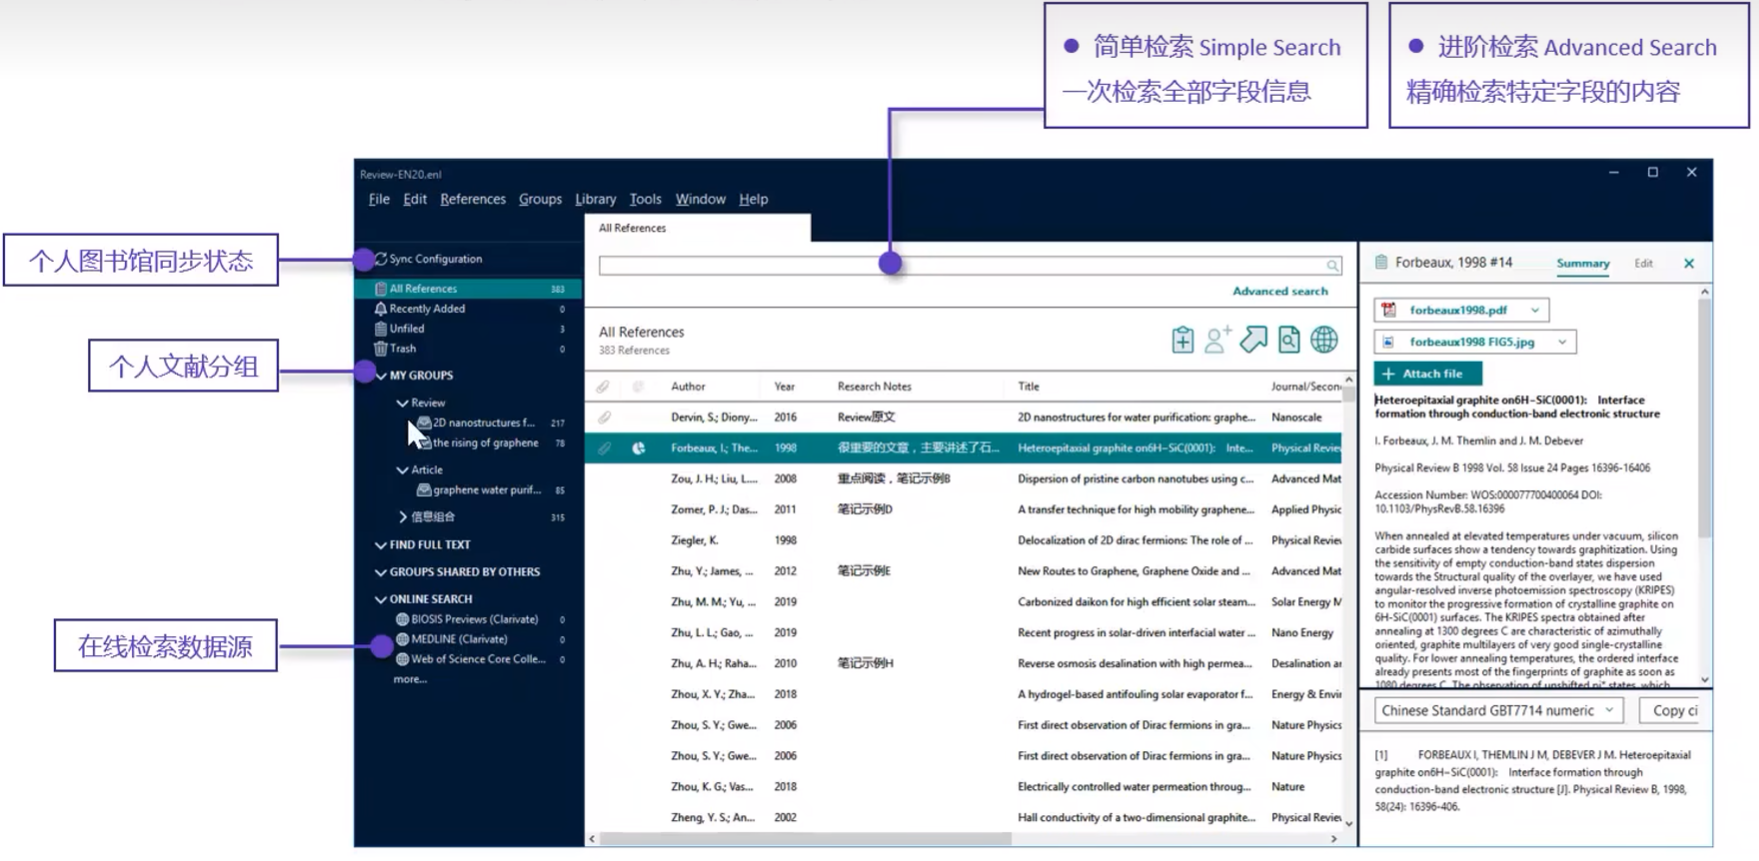 ● 简单检索 Simple Search
一次检索全部字段信息
● 进阶检索 Advanced Search
精确检索特定字段的内容
个人图书馆同步状态
个人文献分组
在线检索数据源
Review-EN20.enl
File Edit References Groups Library Tools Window Help
Sync Configuration
All References 383
Recently Added 0
Unfiled 3
Trash 0
MY GROUPS
Review
2D nanostructures f... 217
the rising of graphene 78
Article
graphene water purif... 85
信息组合 315
FIND FULL TEXT
GROUPS SHARED BY OTHERS
ONLINE SEARCH
BIOSIS Previews (Clarivate) 0
MEDLINE (Clarivate) 0
Web of Science Core Colle... 0
more...
All References
Advanced search
All References
383 References
Author Year Research Notes Title Journal/Secon
Dervin, S.; Diony... 2016 Review原文 2D nanostructures for water purification: graphe... Nanoscale
Forbeaux, I.; The... 1998 很重要的文章，主要讲述了石... Heteroepitaxial graphite on6H–SiC(0001): Inte... Physical Review
Zou, J. H.; Liu, L.... 2008 重点阅读，笔记示例B Dispersion of pristine carbon nanotubes using c... Advanced Mat
Zomer, P. J.; Das... 2011 笔记示例D A transfer technique for high mobility graphene... Applied Physic
Ziegler, K. 1998 Delocalization of 2D dirac fermions: The role of ... Physical Review
Zhu, Y.; James, ... 2012 笔记示例E New Routes to Graphene, Graphene Oxide and ... Advanced Mat
Zhu, M. M.; Yu, ... 2019 Carbonized daikon for high efficient solar steam... Solar Energy M
Zhu, L. L.; Gao, ... 2019 Recent progress in solar-driven interfacial water ... Nano Energy
Zhu, A. H.; Raha... 2010 笔记示例H Reverse osmosis desalination with high permea... Desalination an
Zhou, X. Y.; Zha... 2018 A hydrogel-based antifouling solar evaporator f... Energy & Envir
Zhou, S. Y.; Gwe... 2006 First direct observation of Dirac fermions in gra... Nature Physics
Zhou, S. Y.; Gwe... 2006 First direct observation of Dirac fermions in gra... Nature Physics
Zhou, K. G.; Vas... 2018 Electrically controlled water permeation throug... Nature
Zheng, Y. S.; An... 2002 Hall conductivity of a two-dimensional graphite... Physical Review
Forbeaux, 1998 #14 Summary Edit
forbeaux1998.pdf
forbeaux1998 FIG5.jpg
+ Attach file
Heteroepitaxial graphite on6H–SiC(0001): Interface
formation through conduction-band electronic structure
I. Forbeaux, J. M. Themlin and J. M. Debever
Physical Review B 1998 Vol. 58 Issue 24 Pages 16396-16406
Accession Number: WOS:000077700400064 DOI:
10.1103/PhysRevB.58.16396
When annealed at elevated temperatures under vacuum, silicon
carbide surfaces show a tendency towards graphitization. Using
the sensitivity of empty conduction-band states dispersion
towards the Structural quality of the overlayer, we have used
angular-resolved inverse photoemission spectroscopy (KRIPES)
to monitor the progressive formation of crystalline graphite on
6H-SiC(0001) surfaces. The KRIPES spectra obtained after
annealing at 1300 degrees C are characteristic of azimuthally
oriented, graphite multilayers of very good single-crystalline
quality. For lower annealing temperatures, the ordered interface
already presents most of the fingerprints of graphite as soon as
1080 degrees C. The observation of unshifted pi* states, which
Chinese Standard GBT7714 numeric Copy ci
[1] FORBEAUX I, THEMLIN J M, DEBEVER J M. Heteroepitaxial
graphite on6H–SiC(0001): Interface formation through
conduction-band electronic structure [J]. Physical Review B, 1998,
58(24): 16396-406.